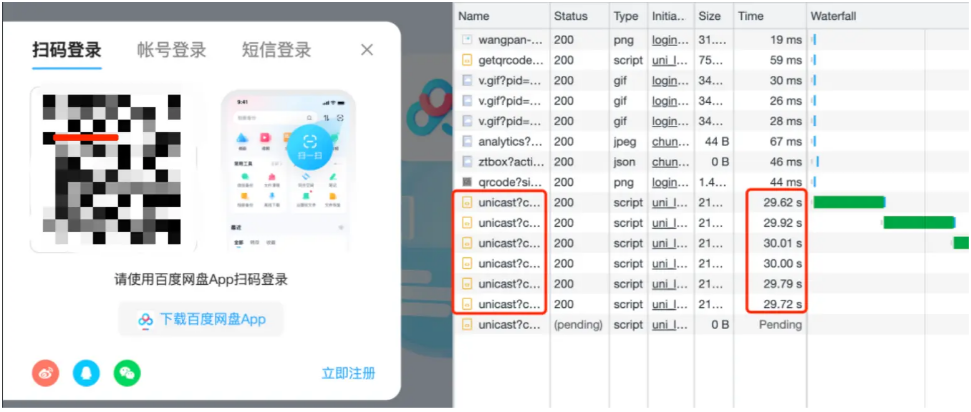 扫码登录 帐号登录 短信登录
9:41
扫一扫
请使用百度网盘App扫码登录
下载百度网盘App
立即注册
Name Status Type Initia... Size Time Waterfall
wangpan-... 200 png login... 31.... 19 ms
getqrcode... 200 script uni_l... 75... 59 ms
v.gif?pid=... 200 gif login... 34... 30 ms
v.gif?pid=... 200 gif login... 34... 26 ms
v.gif?pid=... 200 gif login... 34... 28 ms
analytics?... 200 jpeg chun... 44 B 67 ms
ztbox?acti... 200 json chun... 0 B 46 ms
qrcode?si... 200 png login... 1.4... 44 ms
unicast?c... 200 script uni_l... 21... 29.62 s
unicast?c... 200 script uni_l... 21... 29.92 s
unicast?c... 200 script uni_l... 21... 30.01 s
unicast?c... 200 script uni_l... 21... 30.00 s
unicast?c... 200 script uni_l... 21... 29.79 s
unicast?c... 200 script uni_l... 21... 29.72 s
unicast?c... (pending) script uni_l... 0 B Pending